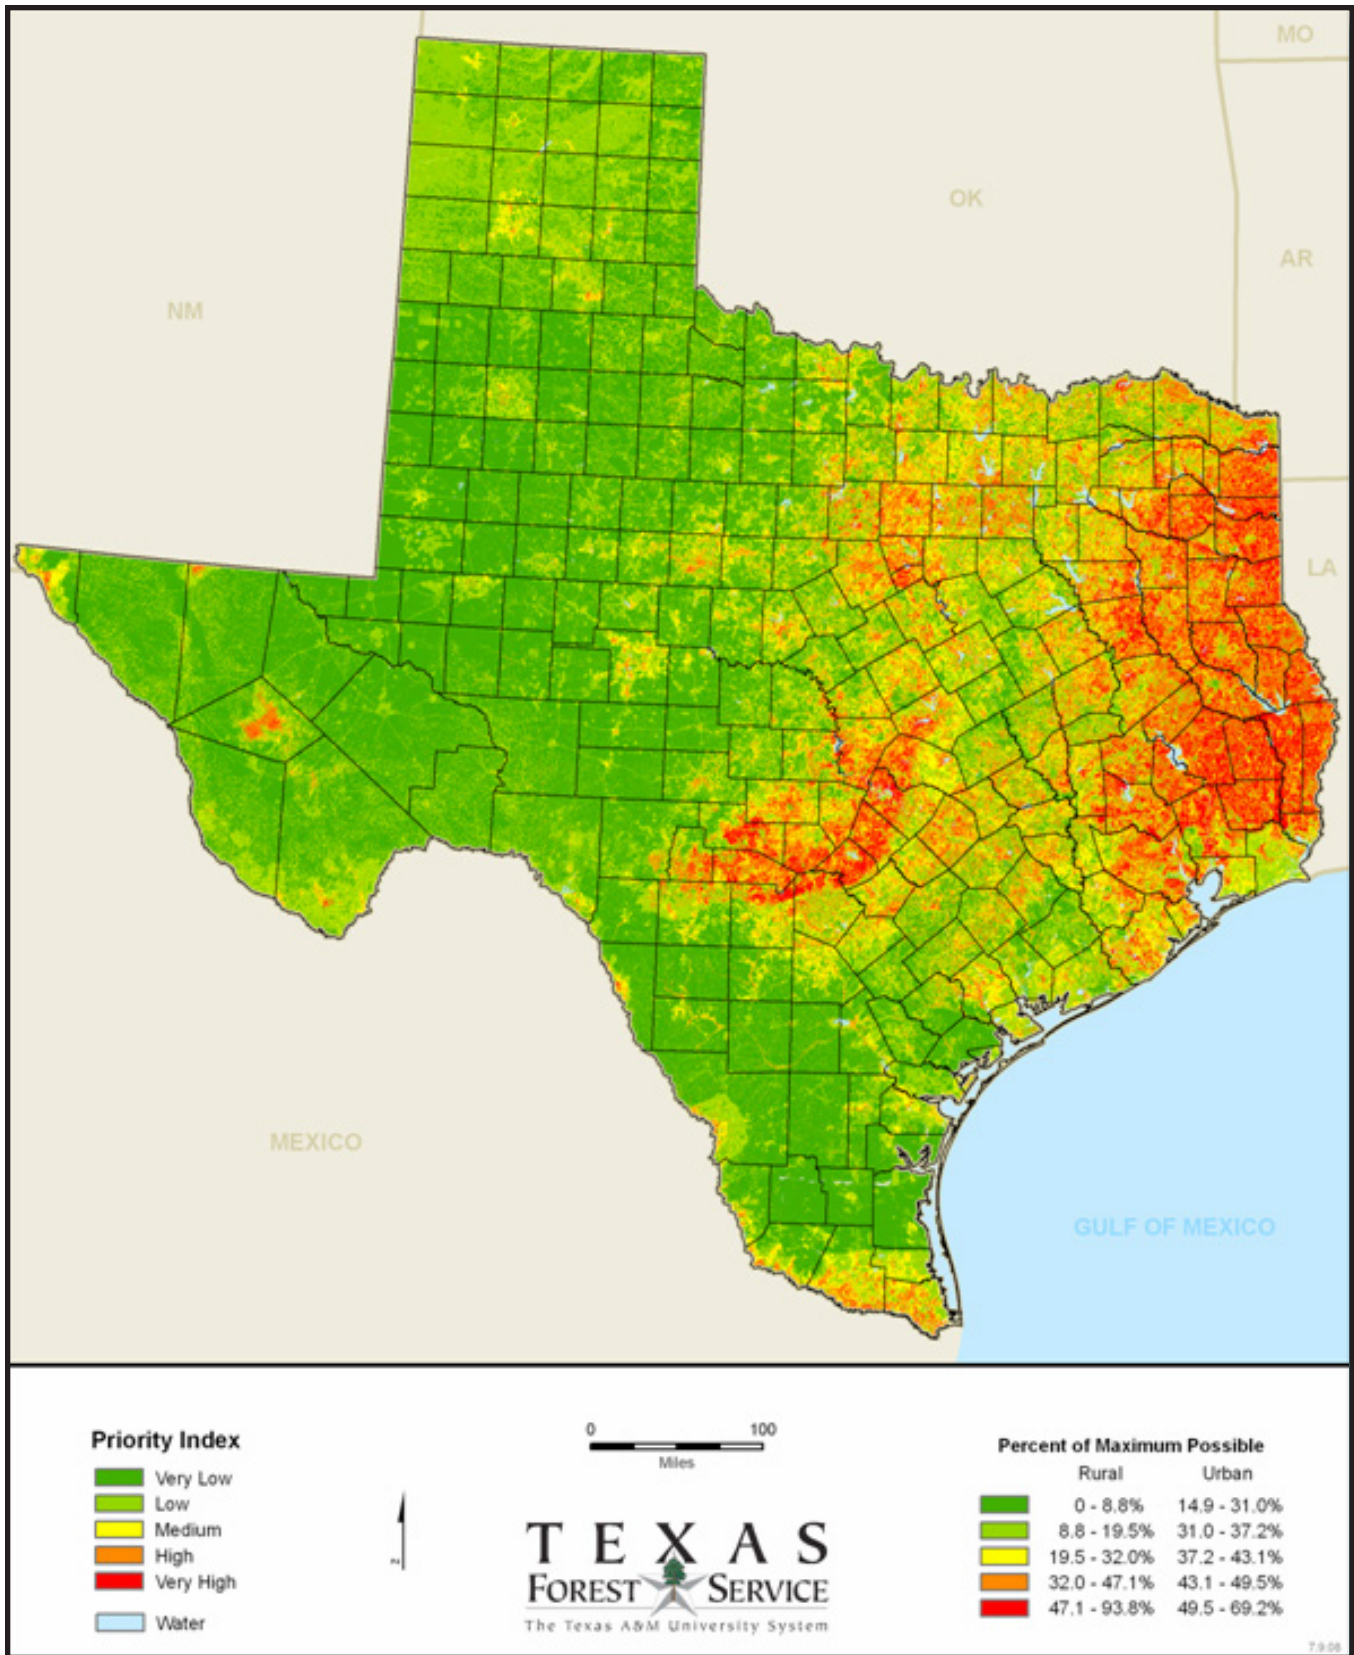 MO
OK
AR
NM
LA
MEXICO
GULF OF MEXICO
Priority Index
Very Low
Low
Medium
High
Very High
Water
N
0 100
Miles
TEXAS
FOREST SERVICE
The Texas A&M University System
Percent of Maximum Possible
Rural Urban
0 - 8.8% 14.9 - 31.0%
8.8 - 19.5% 31.0 - 37.2%
19.5 - 32.0% 37.2 - 43.1%
32.0 - 47.1% 43.1 - 49.5%
47.1 - 93.8% 49.5 - 69.2%
7.9.08